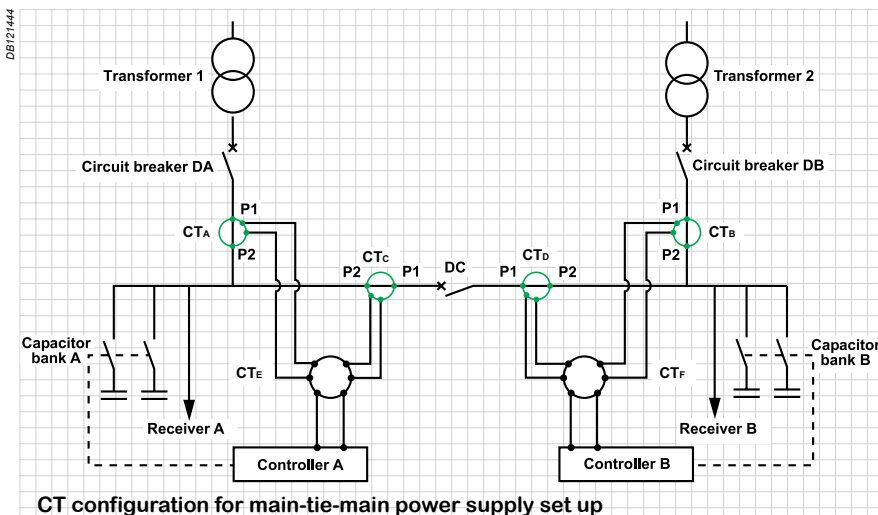 DB121444
Transformer 1
Transformer 2
Circuit breaker DA
Circuit breaker DB
P1
P1
CTA
CTB
P2
P2
CTC
CTD
P2
P1
DC
P1
P2
Capacitor
bank A
Capacitor
bank B
CTE
CTF
Receiver A
Receiver B
Controller A
Controller B
CT configuration for main-tie-main power supply set up